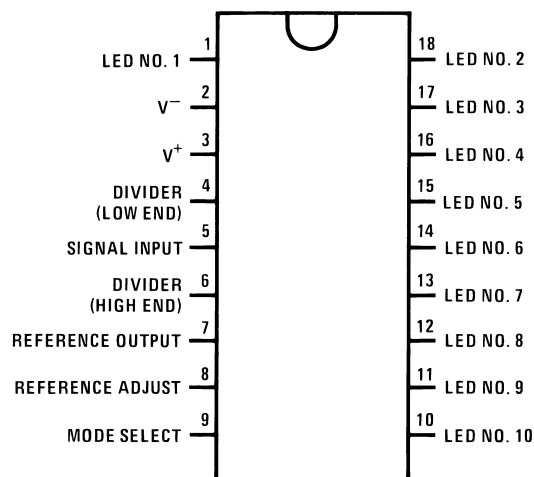 1
LED NO. 1
2
V⁻
3
V⁺
4
DIVIDER
(LOW END)
5
SIGNAL INPUT
6
DIVIDER
(HIGH END)
7
REFERENCE OUTPUT
8
REFERENCE ADJUST
9
MODE SELECT
18
LED NO. 2
17
LED NO. 3
16
LED NO. 4
15
LED NO. 5
14
LED NO. 6
13
LED NO. 7
12
LED NO. 8
11
LED NO. 9
10
LED NO. 10